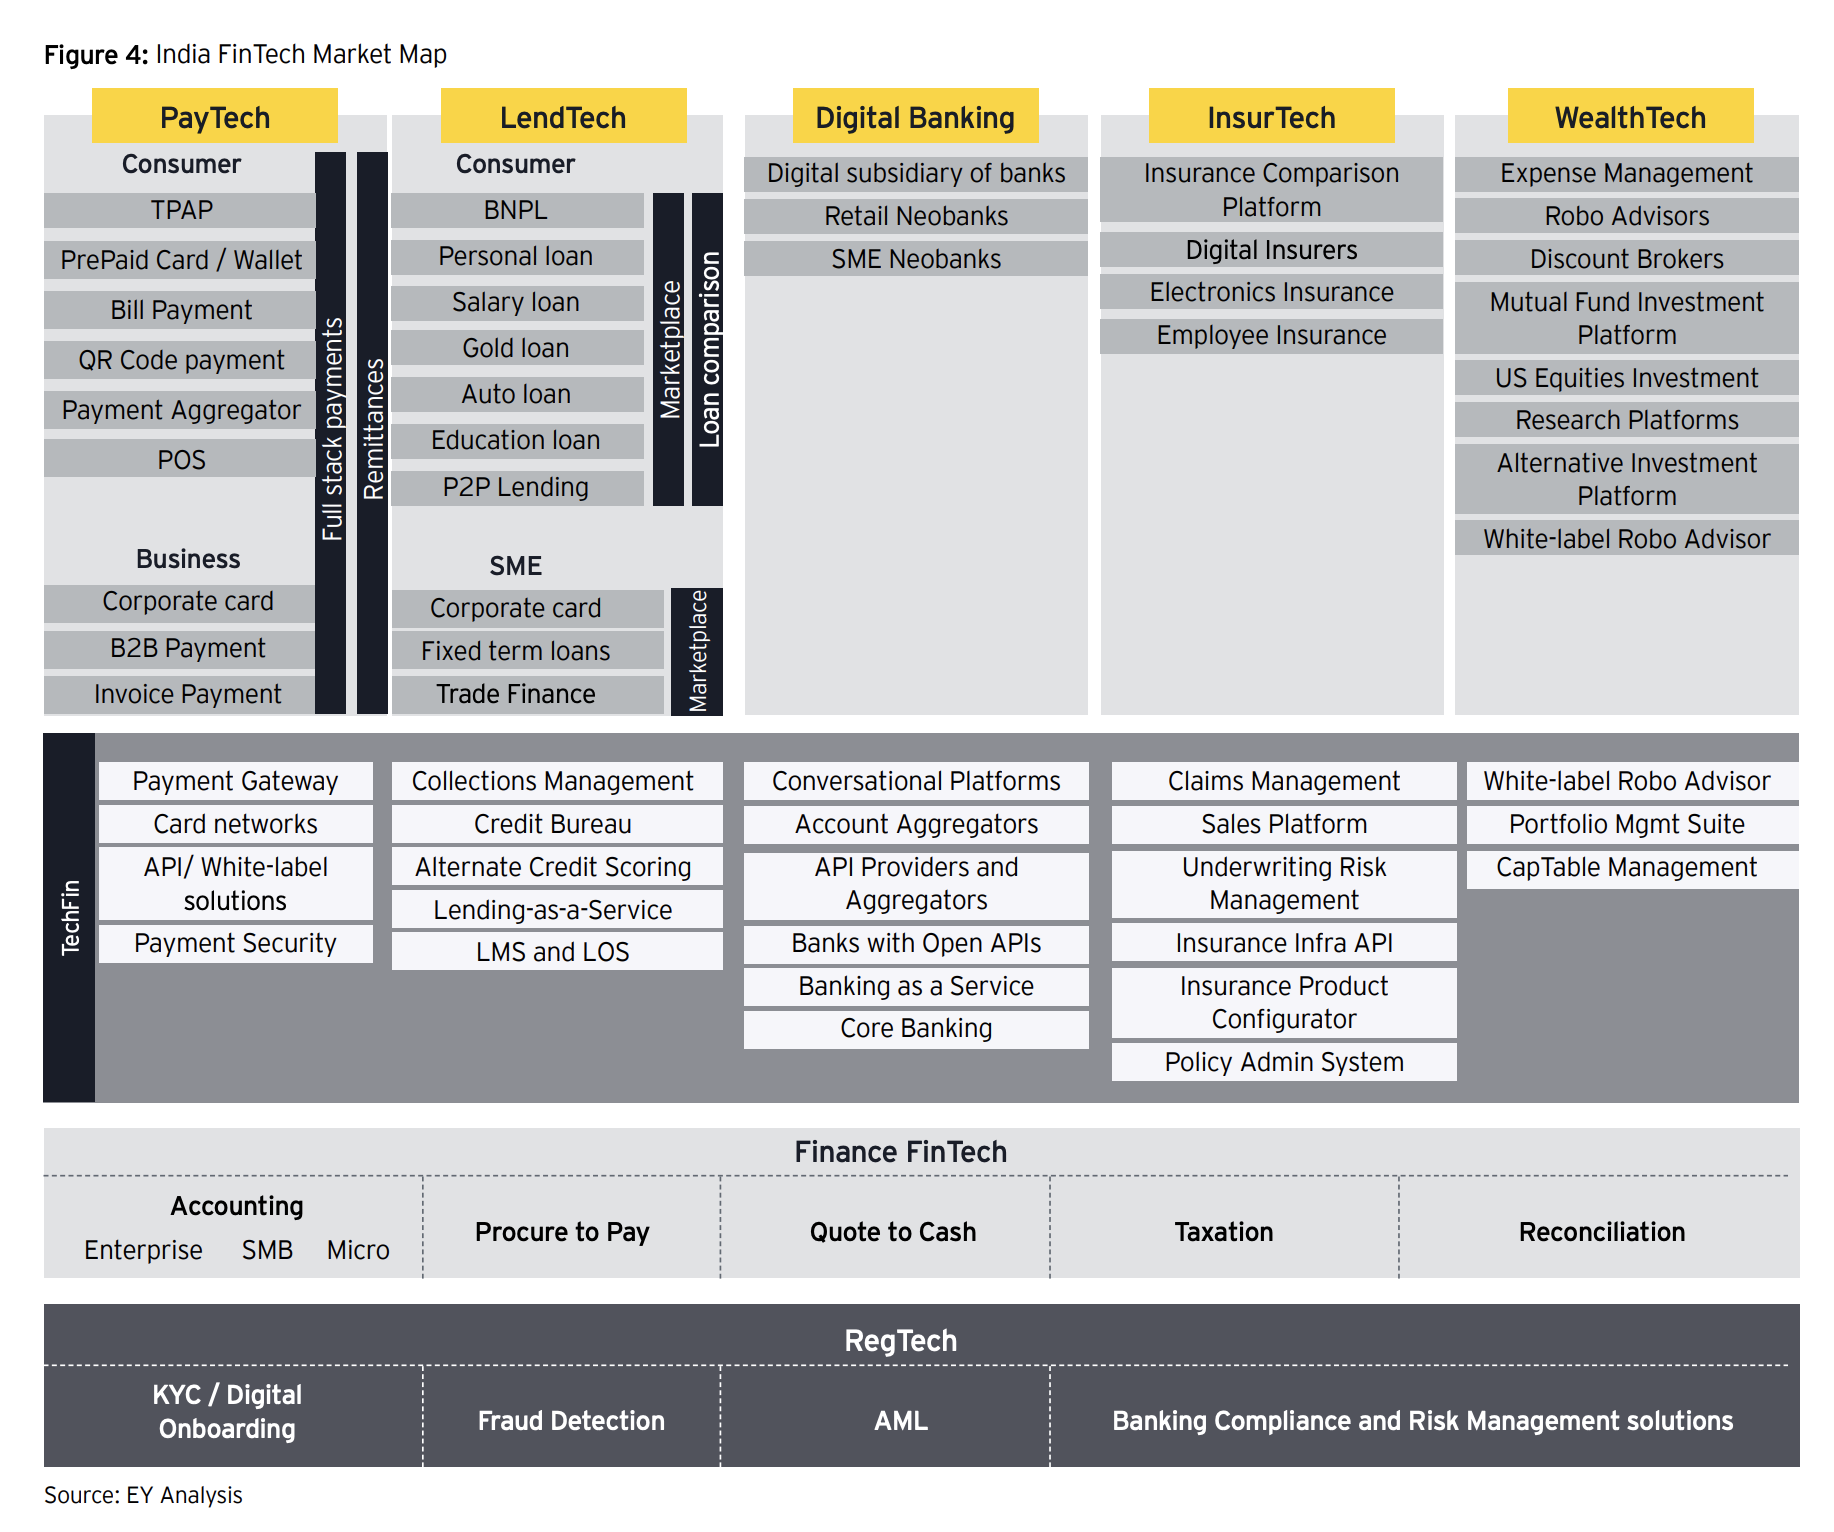 Figure 4: India FinTech Market Map
PayTech
Consumer
TPAP
PrePaid Card / Wallet
Bill Payment
QR Code payment
Payment Aggregator
POS
Business
Corporate card
B2B Payment
Invoice Payment
Full stack payments
Remittances
LendTech
Consumer
BNPL
Personal loan
Salary loan
Gold loan
Auto loan
Education loan
P2P Lending
Marketplace
Loan comparison
SME
Corporate card
Fixed term loans
Trade Finance
Marketplace
Digital Banking
Digital subsidiary of banks
Retail Neobanks
SME Neobanks
InsurTech
Insurance Comparison
Platform
Digital Insurers
Electronics Insurance
Employee Insurance
WealthTech
Expense Management
Robo Advisors
Discount Brokers
Mutual Fund Investment
Platform
US Equities Investment
Research Platforms
Alternative Investment
Platform
White-label Robo Advisor
TechFin
Payment Gateway
Card networks
API/ White-label
solutions
Payment Security
Collections Management
Credit Bureau
Alternate Credit Scoring
Lending-as-a-Service
LMS and LOS
Conversational Platforms
Account Aggregators
API Providers and
Aggregators
Banks with Open APIs
Banking as a Service
Core Banking
Claims Management
Sales Platform
Underwriting Risk
Management
Insurance Infra API
Insurance Product
Configurator
Policy Admin System
White-label Robo Advisor
Portfolio Mgmt Suite
CapTable Management
Finance FinTech
Accounting
Enterprise SMB Micro
Procure to Pay
Quote to Cash
Taxation
Reconciliation
RegTech
KYC / Digital
Onboarding
Fraud Detection
AML
Banking Compliance and Risk Management solutions
Source: EY Analysis